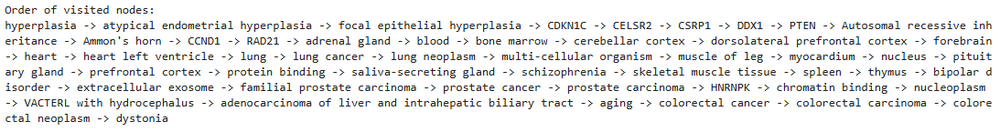 Order of visited nodes:
hyperplasia -> atypical endometrial hyperplasia -> focal epithelial hyperplasia -> CDKN1C -> CELSR2 -> CSRP1 -> DDX1 -> PTEN -> Autosomal recessive inh
eritance -> Ammon's horn -> CCND1 -> RAD21 -> adrenal gland -> blood -> bone marrow -> cerebellar cortex -> dorsolateral prefrontal cortex -> forebrain
-> heart -> heart left ventricle -> lung -> lung cancer -> lung neoplasm -> multi-cellular organism -> muscle of leg -> myocardium -> nucleus -> pituit
ary gland -> prefrontal cortex -> protein binding -> saliva-secreting gland -> schizophrenia -> skeletal muscle tissue -> spleen -> thymus -> bipolar d
isorder -> extracellular exosome -> familial prostate carcinoma -> prostate cancer -> prostate carcinoma -> HNRNPK -> chromatin binding -> nucleoplasm
-> VACTERL with hydrocephalus -> adenocarcinoma of liver and intrahepatic biliary tract -> aging -> colorectal cancer -> colorectal carcinoma -> colore
ctal neoplasm -> dystonia